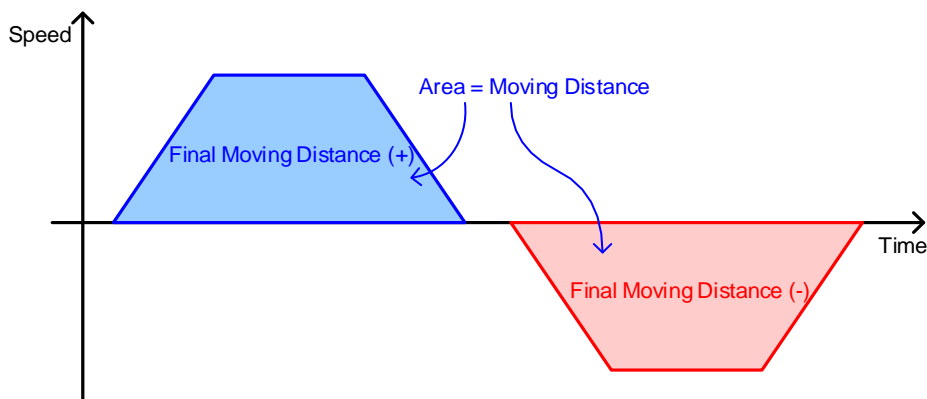 Speed
Area = Moving Distance
Final Moving Distance (+)
Time
Final Moving Distance (-)